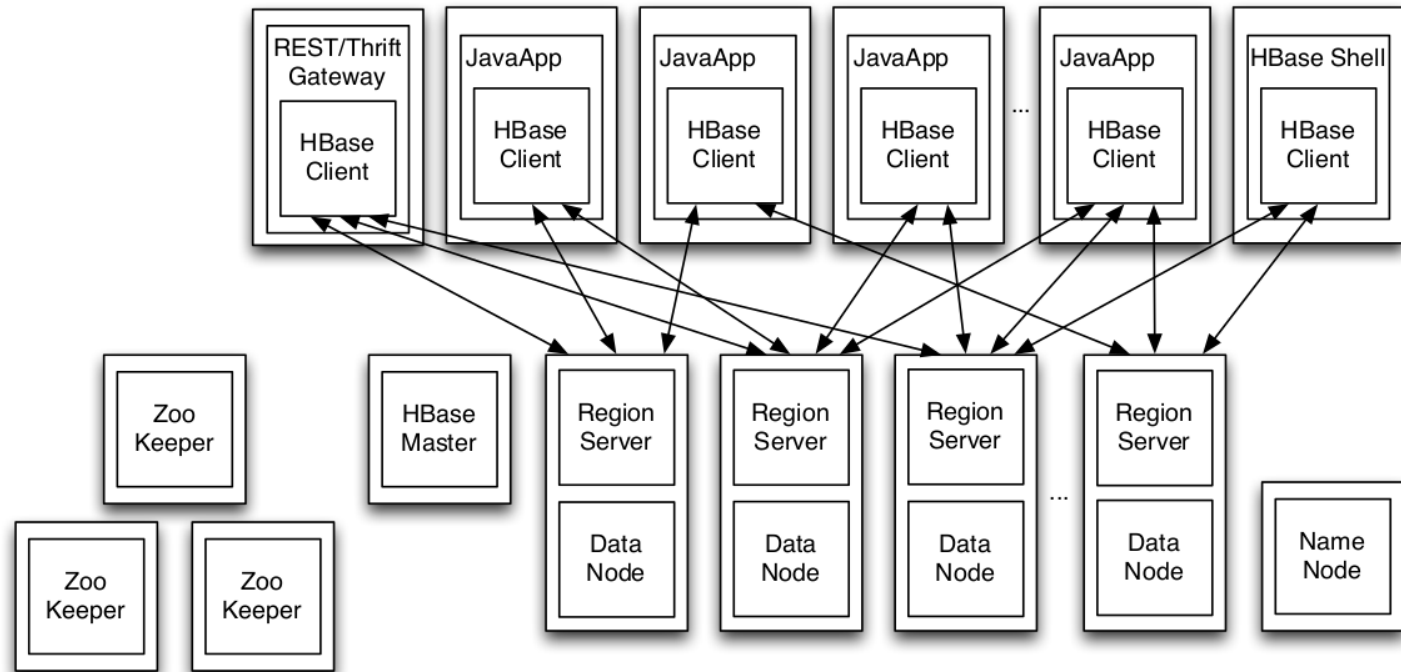 REST/Thrift
Gateway
HBase
Client
JavaApp
HBase
Client
JavaApp
HBase
Client
JavaApp
HBase
Client
...
JavaApp
HBase
Client
HBase Shell
HBase
Client
Zoo
Keeper
Zoo
Keeper
Zoo
Keeper
HBase
Master
Region
Server
Data
Node
Region
Server
Data
Node
Region
Server
Data
Node
...
Region
Server
Data
Node
Name
Node